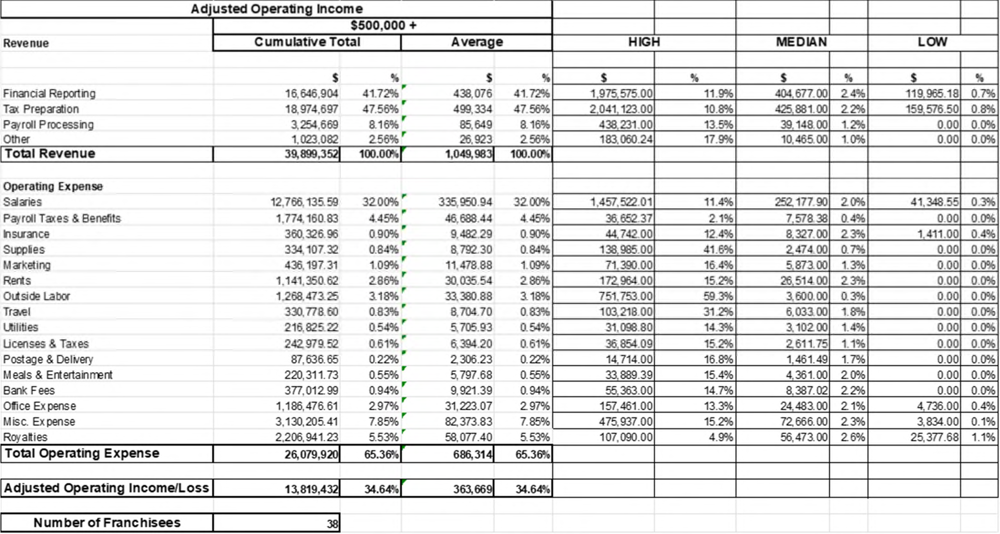 Adjusted Operating Income
$500,000 +
Revenue Cumulative Total Average HIGH MEDIAN LOW
$ % $ % $ % $ % $ %
Financial Reporting 16,646,904 41.72% 438,076 41.72% 1,975,575.00 11.9% 404,677.00 2.4% 119,965.18 0.7%
Tax Preparation 18,974,697 47.56% 499,334 47.56% 2,041,123.00 10.8% 425,881.00 2.2% 159,576.50 0.8%
Payroll Processing 3,254,669 8.16% 85,649 8.16% 438,231.00 13.5% 39,148.00 1.2% 0.00 0.0%
Other 1,023,082 2.56% 26,923 2.56% 183,060.24 17.9% 10,465.00 1.0% 0.00 0.0%
Total Revenue 39,899,352 100.00% 1,049,983 100.00%
Operating Expense
Salaries 12,766,135.59 32.00% 335,950.94 32.00% 1,457,522.01 11.4% 252,177.90 2.0% 41,348.55 0.3%
Payroll Taxes & Benefits 1,774,160.83 4.45% 46,688.44 4.45% 36,652.37 2.1% 7,578.38 0.4% 0.00 0.0%
Insurance 360,326.96 0.90% 9,482.29 0.90% 44,742.00 12.4% 8,327.00 2.3% 1,411.00 0.4%
Supplies 334,107.32 0.84% 8,792.30 0.84% 138,985.00 41.6% 2,474.00 0.7% 0.00 0.0%
Marketing 436,197.31 1.09% 11,478.88 1.09% 71,390.00 16.4% 5,873.00 1.3% 0.00 0.0%
Rents 1,141,350.62 2.86% 30,035.54 2.86% 172,964.00 15.2% 26,514.00 2.3% 0.00 0.0%
Outside Labor 1,268,473.25 3.18% 33,380.88 3.18% 751,753.00 59.3% 3,600.00 0.3% 0.00 0.0%
Travel 330,778.60 0.83% 8,704.70 0.83% 103,218.00 31.2% 6,033.00 1.8% 0.00 0.0%
Utilities 216,825.22 0.54% 5,705.93 0.54% 31,098.80 14.3% 3,102.00 1.4% 0.00 0.0%
Licenses & Taxes 242,979.52 0.61% 6,394.20 0.61% 36,854.09 15.2% 2,611.75 1.1% 0.00 0.0%
Postage & Delivery 87,636.65 0.22% 2,306.23 0.22% 14,714.00 16.8% 1,461.49 1.7% 0.00 0.0%
Meals & Entertainment 220,311.73 0.55% 5,797.68 0.55% 33,889.39 15.4% 4,361.00 2.0% 0.00 0.0%
Bank Fees 377,012.99 0.94% 9,921.39 0.94% 55,363.00 14.7% 8,387.02 2.2% 0.00 0.0%
Office Expense 1,186,476.61 2.97% 31,223.07 2.97% 157,461.00 13.3% 24,483.00 2.1% 4,736.00 0.4%
Misc. Expense 3,130,205.41 7.85% 82,373.83 7.85% 475,937.00 15.2% 72,666.00 2.3% 3,834.00 0.1%
Royalties 2,206,941.23 5.53% 58,077.40 5.53% 107,090.00 4.9% 56,473.00 2.6% 25,377.68 1.1%
Total Operating Expense 26,079,920 65.36% 686,314 65.36%
Adjusted Operating Income/Loss 13,819,432 34.64% 363,669 34.64%
Number of Franchisees 38